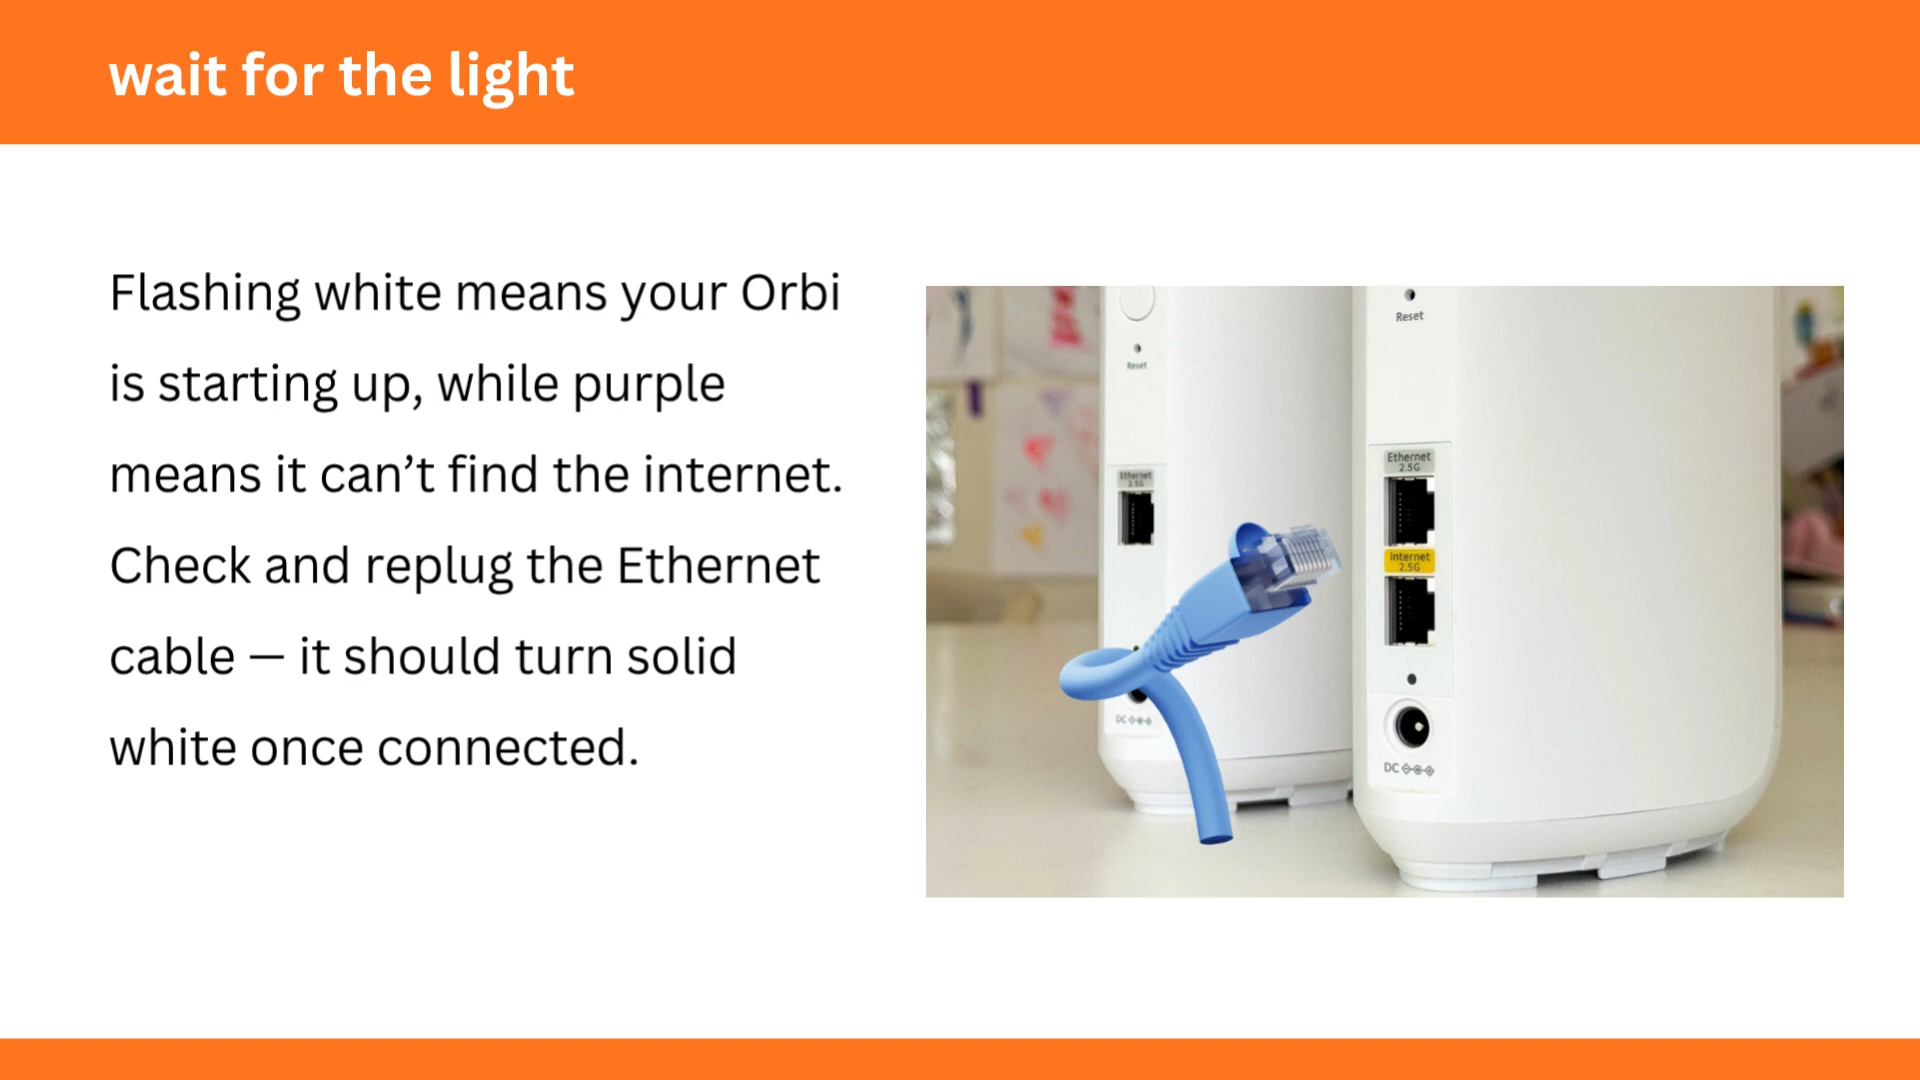 wait for the light
Flashing white means your Orbi
is starting up, while purple
means it can’t find the internet.
Check and replug the Ethernet
cable – it should turn solid
white once connected.
Reset
Ethernet
2.5G
DC
Reset
Ethernet
2.5G
Internet
2.5G
DC